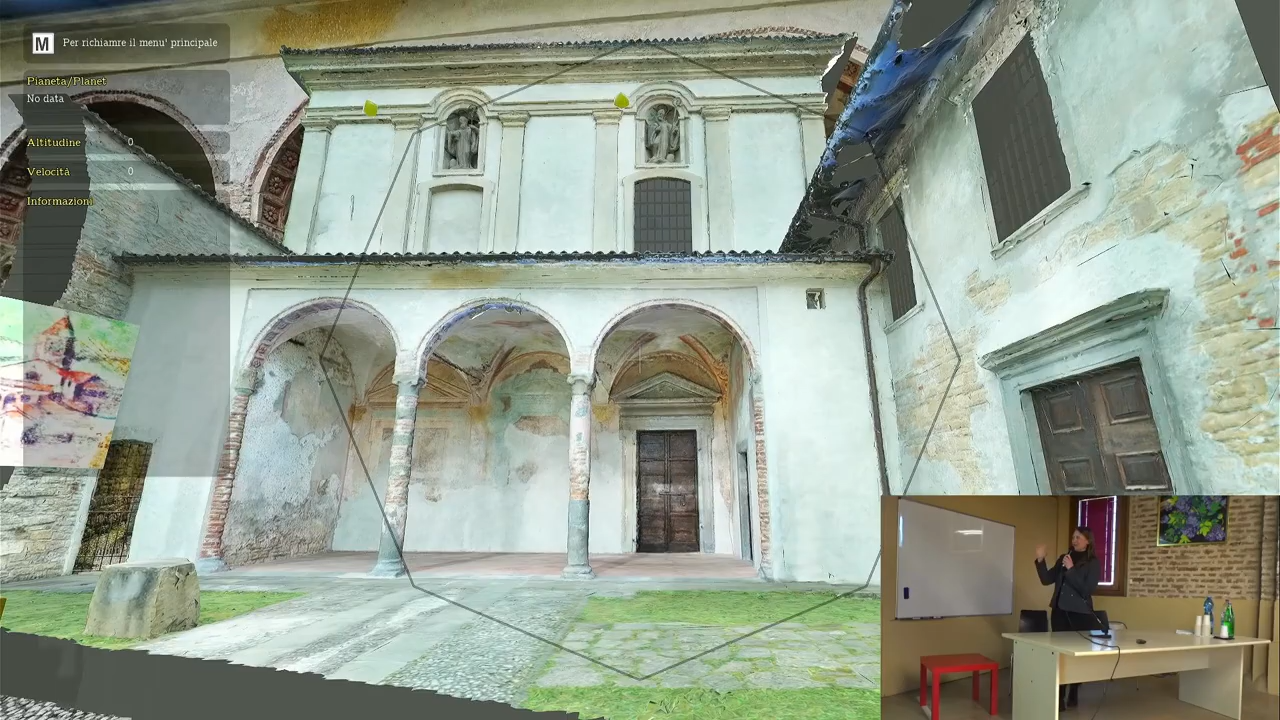 M Per richiamre il menu' principale
Pianeta/Planet
No data
Altitudine 0
Velocità 0
Informazioni